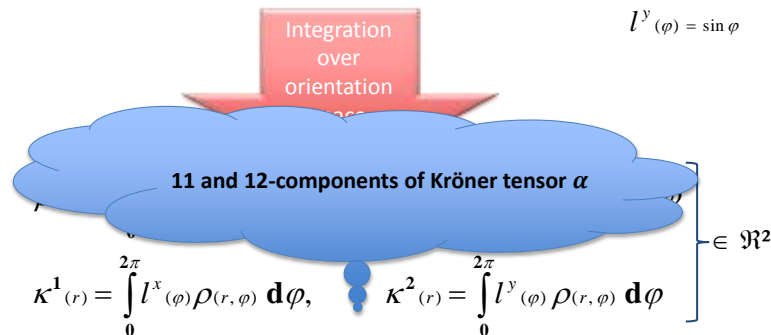 l^y (φ) = sin φ
Integration
over
orientation
11 and 12-components of Kröner tensor α
∈ ℜ²
κ¹ (r) = ∫₀^{2π} l^x (φ) ρ(r, φ) dφ, κ² (r) = ∫₀^{2π} l^y (φ) ρ(r, φ) dφ